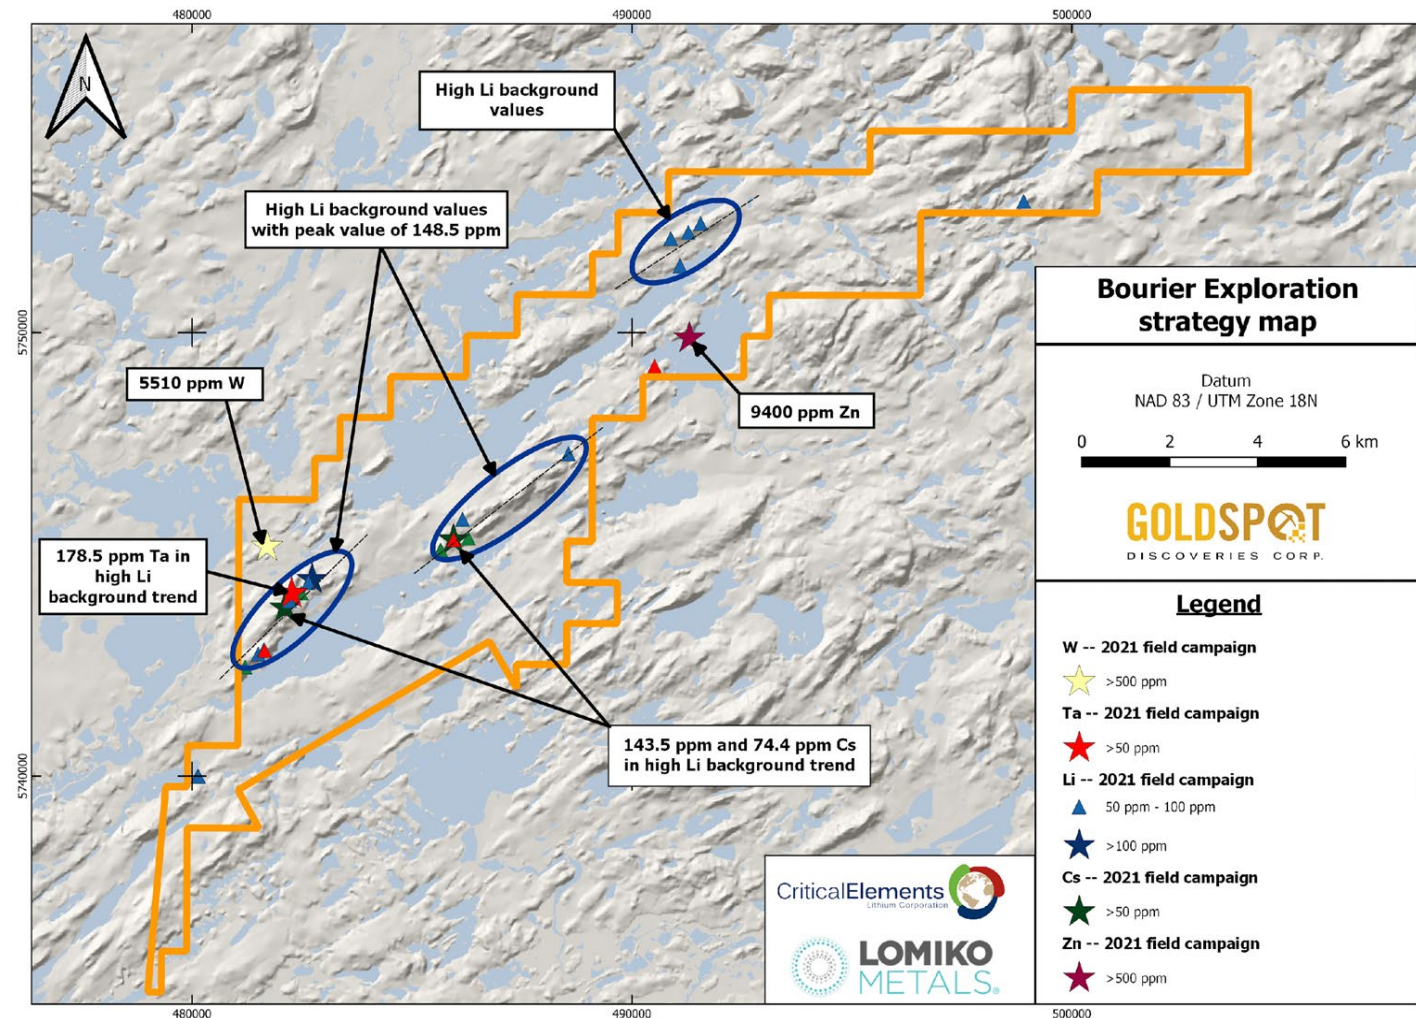 480000
490000
500000
N
High Li background
values
High Li background values
with peak value of 148.5 ppm
5510 ppm W
9400 ppm Zn
178.5 ppm Ta in
high Li
background trend
143.5 ppm and 74.4 ppm Cs
in high Li background trend
5750000
5740000
Bourier Exploration
strategy map
Datum
NAD 83 / UTM Zone 18N
0 2 4 6 km
GOLDSPOT
DISCOVERIES CORP.
Legend
W -- 2021 field campaign
>500 ppm
Ta -- 2021 field campaign
>50 ppm
Li -- 2021 field campaign
50 ppm - 100 ppm
>100 ppm
Cs -- 2021 field campaign
>50 ppm
Zn -- 2021 field campaign
>500 ppm
CriticalElements
Lithium Corporation
LOMIKO
METALS®
480000
490000
500000